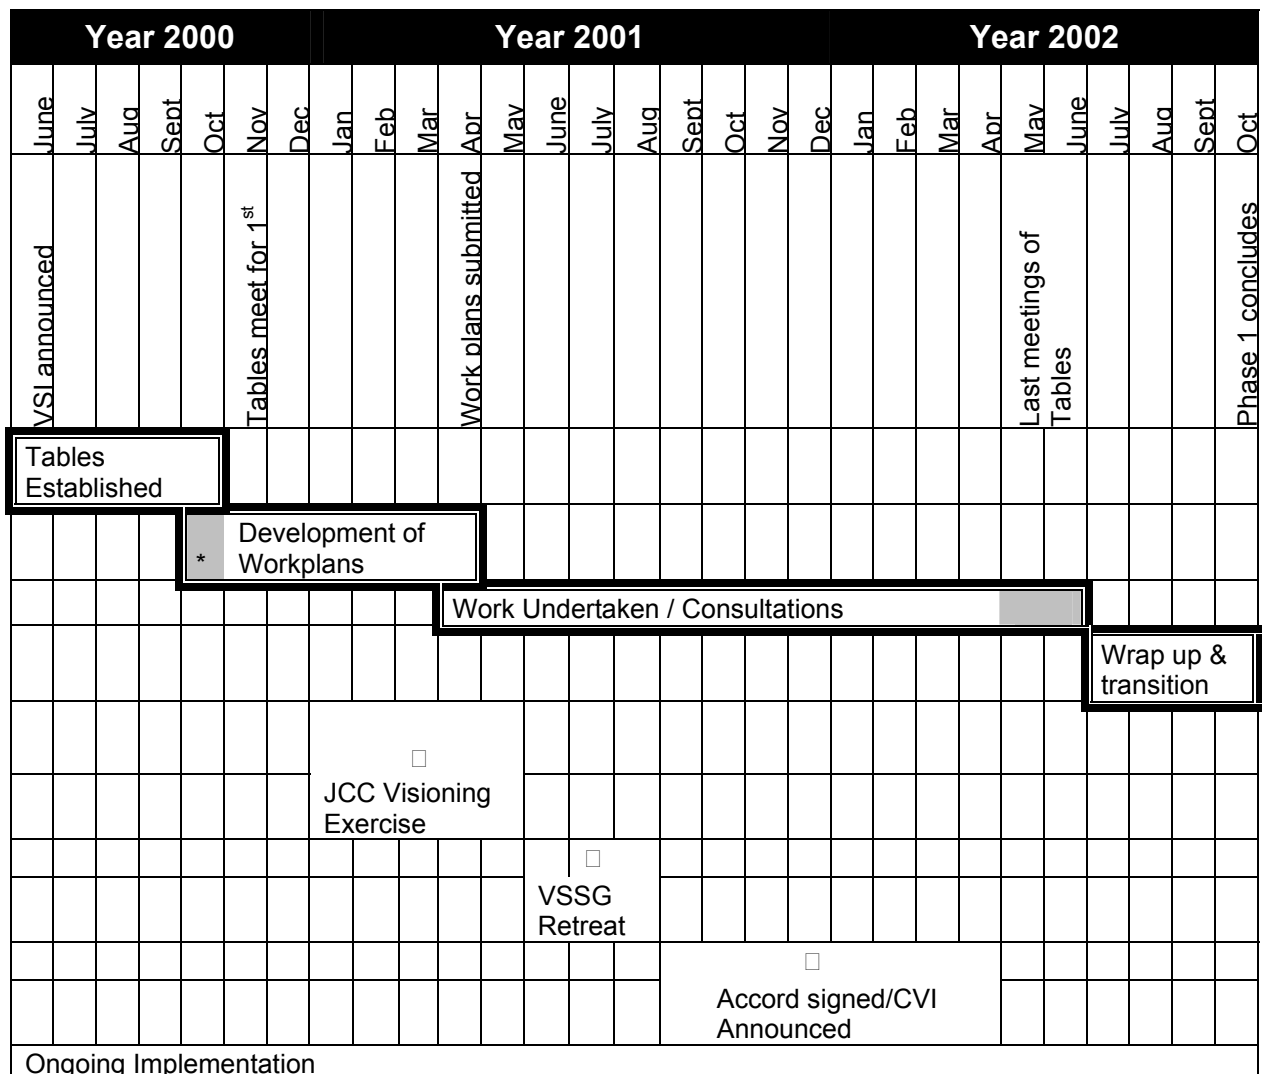 Year 2000 Year 2001 Year 2002
June July Aug Sept Oct Nov Dec Jan Feb Mar Apr May June July Aug Sept Oct Nov Dec Jan Feb Mar Apr May June July Aug Sept Oct
VSI announced
Tables meet for 1st
Work plans submitted
Last meetings of
Tables
Phase 1 concludes
Tables
Established
Development of
* Workplans
Work Undertaken / Consultations
Wrap up &
transition
JCC Visioning
Exercise
VSSG
Retreat
Accord signed/CVI
Announced
Ongoing Implementation